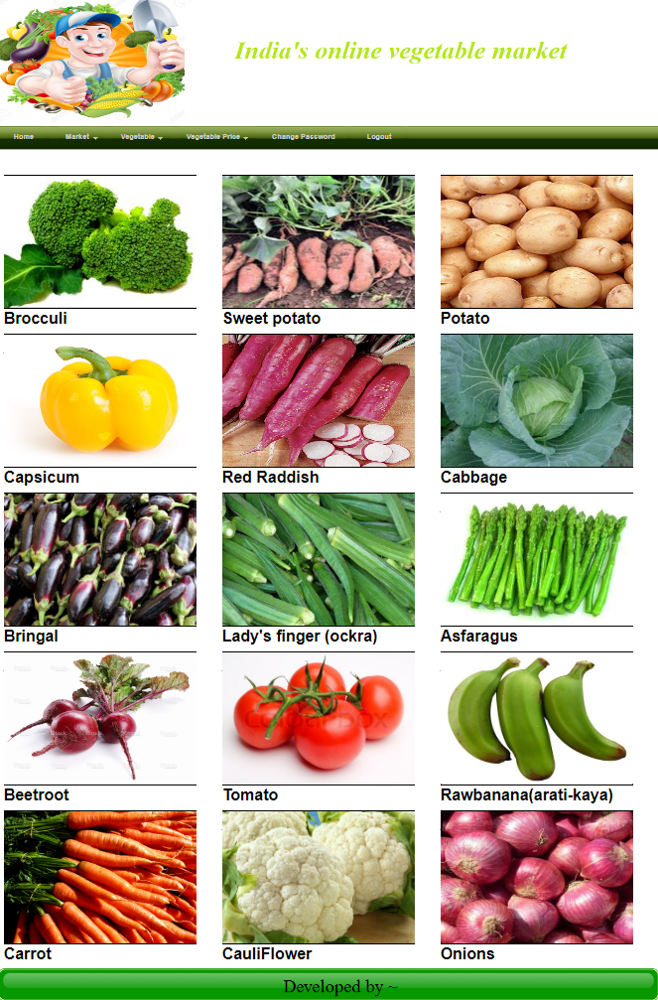 India's online vegetable market
Home Market Vegetable Vegetable Price Change Password Logout
Brocculi Sweet potato Potato
Capsicum Red Raddish Cabbage
Bringal Lady's finger (ockra) Asfaragus
Beetroot Tomato Rawbanana(arati-kaya)
Carrot CauliFlower Onions
Developed by ~